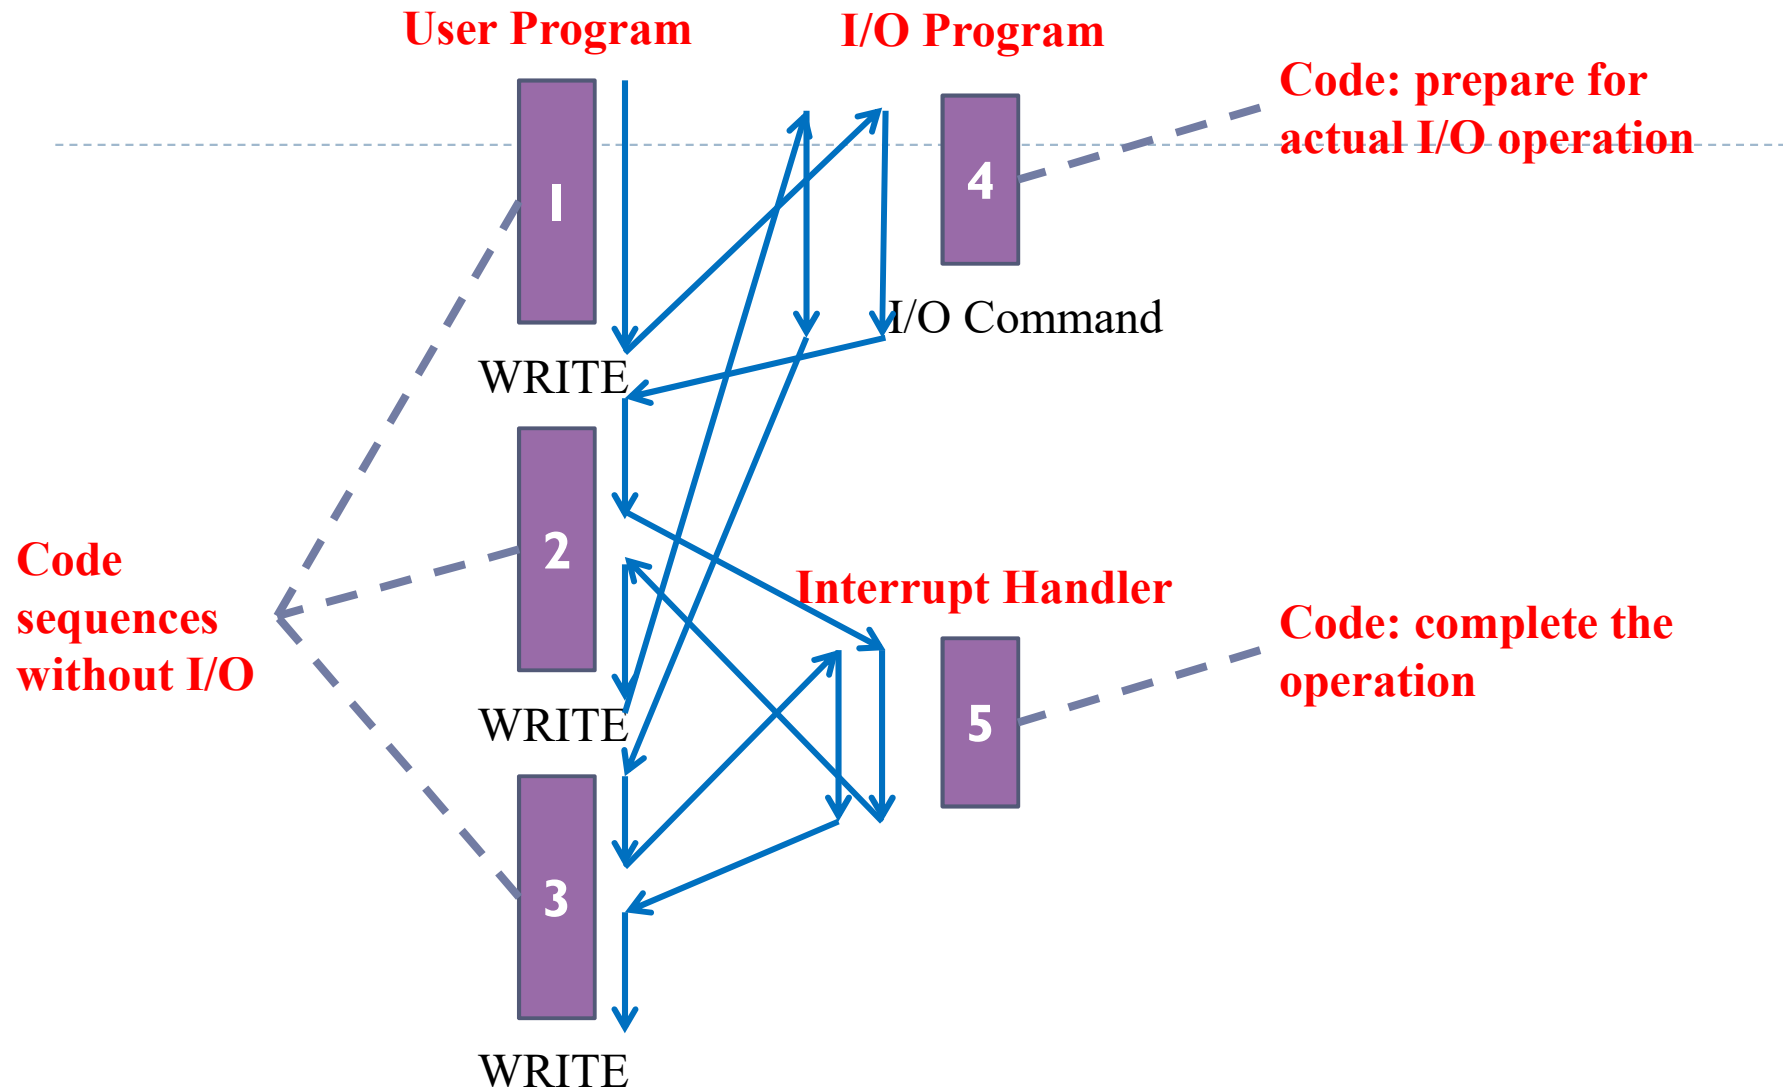 User Program
I/O Program
Code: prepare for
actual I/O operation
1
4
I/O Command
WRITE
2
Code
sequences
without I/O
Interrupt Handler
Code: complete the
operation
WRITE
5
3
WRITE